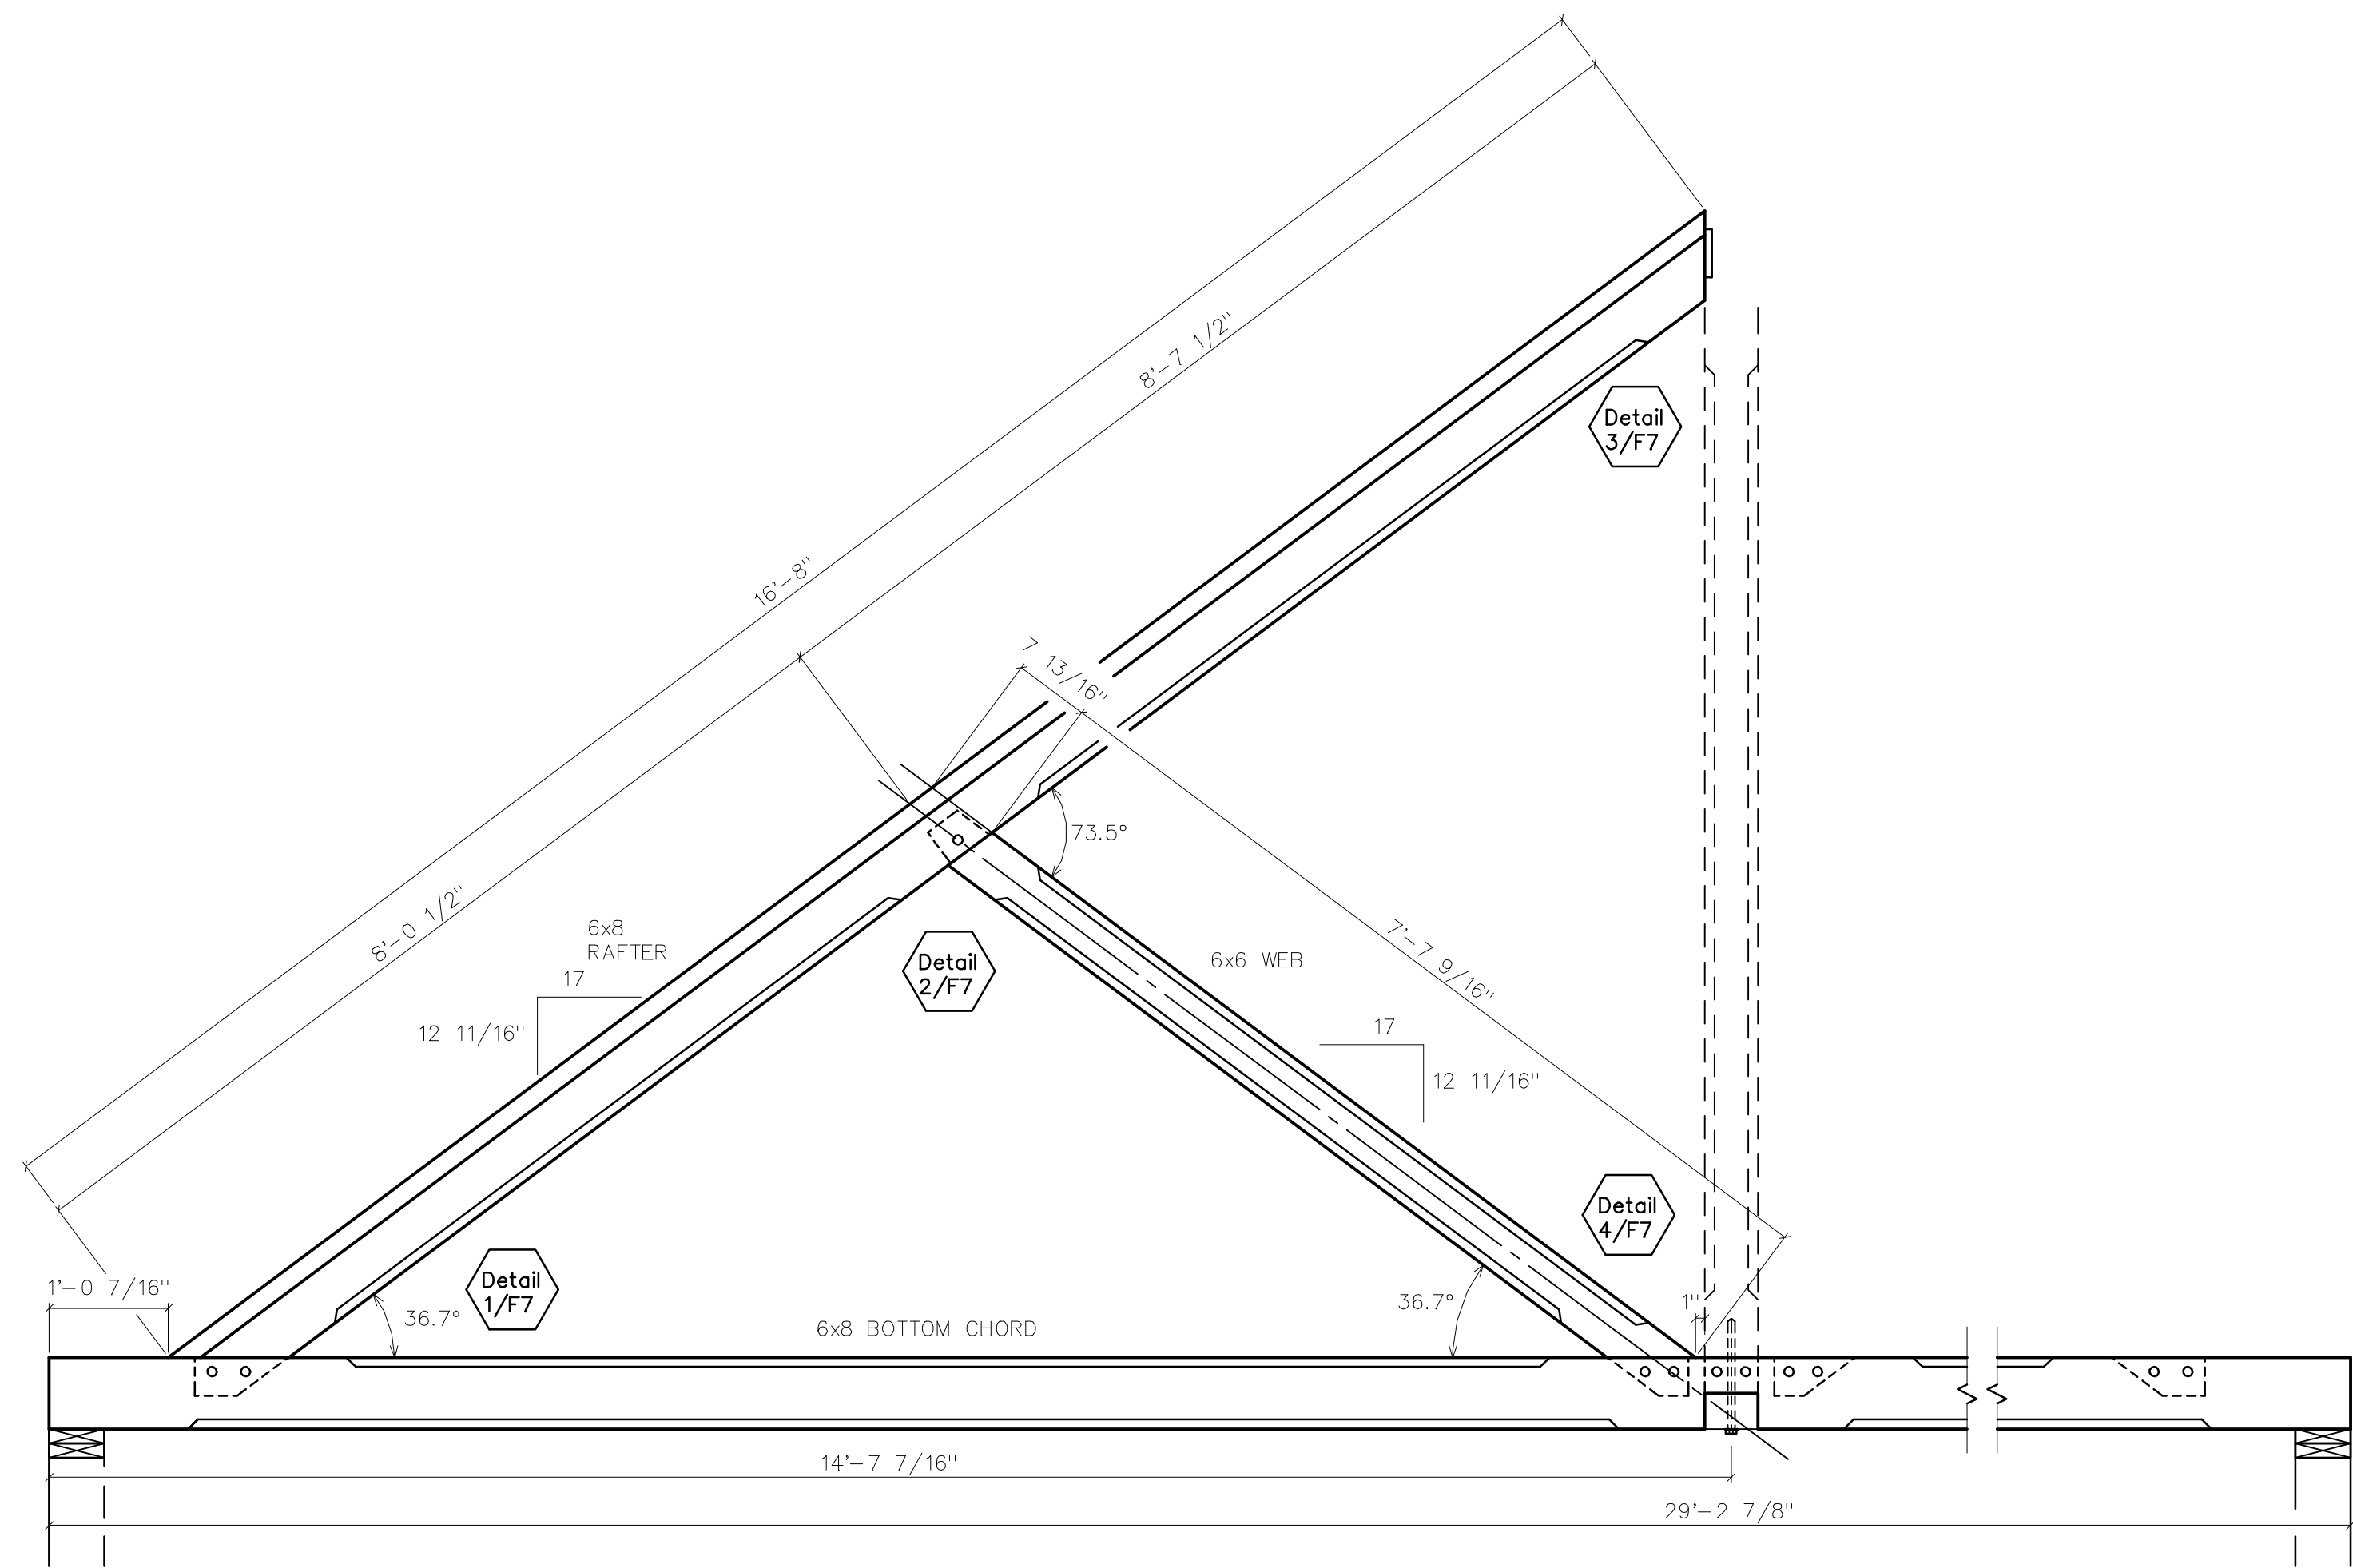 16'-8"
8'-7 1/2"
Detail
3/F7
7 13/16"
73.5°
8'-0 1/2"
6x8
RAFTER
17
12 11/16"
Detail
2/F7
6x6 WEB
7'-7 9/16"
17
12 11/16"
Detail
4/F7
1'-0 7/16"
Detail
1/F7
36.7°
36.7°
1"
6x8 BOTTOM CHORD
14'-7 7/16"
29'-2 7/8"